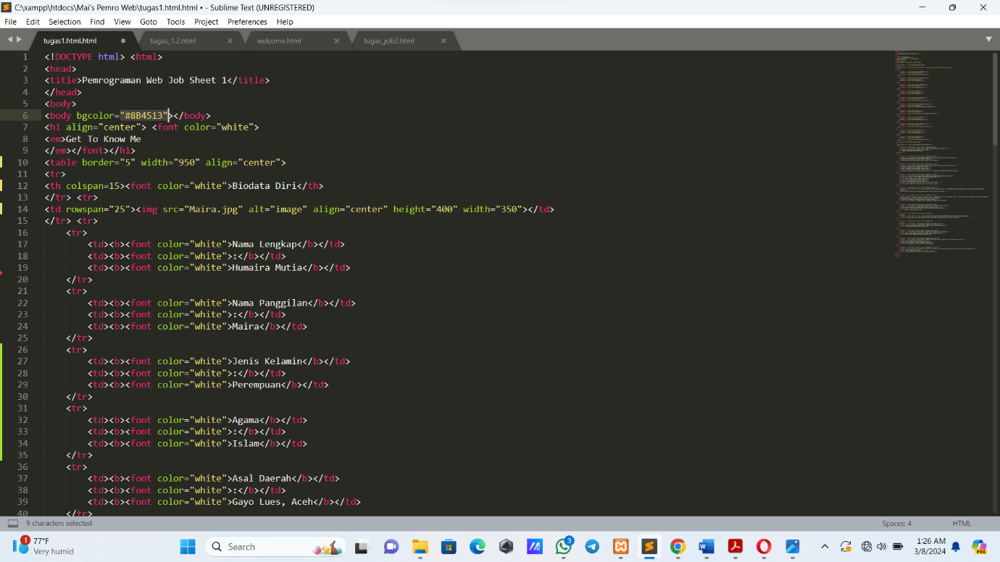 C:\xampp\htdocs\Mai's Pemro Web\tugas1.html.html • - Sublime Text (UNREGISTERED)
File Edit Selection Find View Goto Tools Project Preferences Help
tugas1.html.html tugas_1.2.html welcome.html tugas_job2.html
1 <!DOCTYPE html> <html>
2 <head>
3 <title>Pemrograman Web Job Sheet 1</title>
4 </head>
5 <body>
6 <body bgcolor="#8B4513"></body>
7 <h1 align="center"> <font color="white">
8 <em>Get To Know Me
9 </em></font></h1>
10 <table border="5" width="950" align="center">
11 <tr>
12 <th colspan=15><font color="white">Biodata Diri</th>
13 </tr> <tr>
14 <td rowspan="25"><img src="Maira.jpg" alt="image" align="center" height="400" width="350"></td>
15 </tr> <tr>
16 <tr>
17 <td><b><font color="white">Nama Lengkap</b></td>
18 <td><b><font color="white">:</b></td>
19 <td><b><font color="white">Humaira Mutia</b></td>
20 </tr>
21 <tr>
22 <td><b><font color="white">Nama Panggilan</b></td>
23 <td><b><font color="white">:</b></td>
24 <td><b><font color="white">Maira</b></td>
25 </tr>
26 <tr>
27 <td><b><font color="white">Jenis Kelamin</b></td>
28 <td><b><font color="white">:</b></td>
29 <td><b><font color="white">Perempuan</b></td>
30 </tr>
31 <tr>
32 <td><b><font color="white">Agama</b></td>
33 <td><b><font color="white">:</b></td>
34 <td><b><font color="white">Islam</b></td>
35 </tr>
36 <tr>
37 <td><b><font color="white">Asal Daerah</b></td>
38 <td><b><font color="white">:</b></td>
39 <td><b><font color="white">Gayo Lues, Aceh</b></td>
40 </tr>
9 characters selected Spaces: 4 HTML
1 77°F
Very humid
Search
3
1:26 AM
3/8/2024
PRE